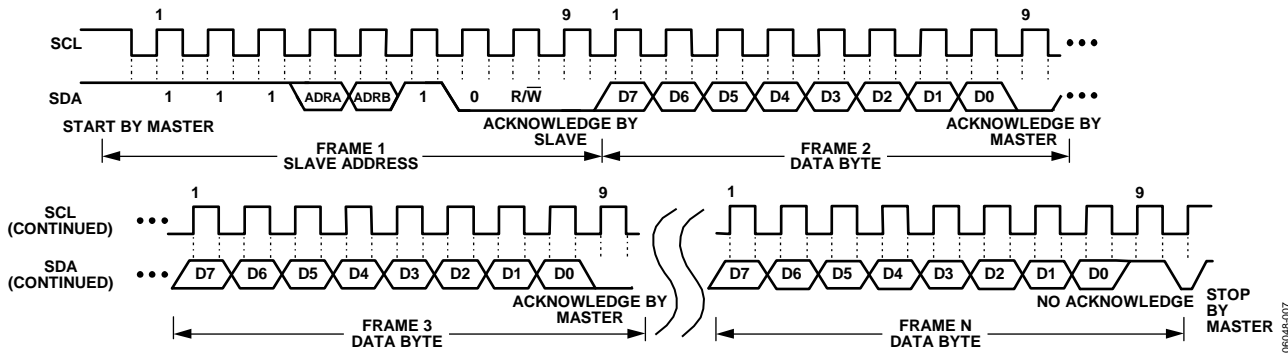 1 9 1 9
SCL
SDA
1 1 1 ADRA ADRB 1 0 R/W̅ D7 D6 D5 D4 D3 D2 D1 D0
START BY MASTER
ACKNOWLEDGE BY
SLAVE
ACKNOWLEDGE BY
MASTER
FRAME 1
SLAVE ADDRESS
FRAME 2
DATA BYTE
1 9 1 9
SCL
(CONTINUED)
SDA
(CONTINUED)
D7 D6 D5 D4 D3 D2 D1 D0
D7 D6 D5 D4 D3 D2 D1 D0
ACKNOWLEDGE BY
MASTER
NO ACKNOWLEDGE
STOP
BY
MASTER
FRAME 3
DATA BYTE
FRAME N
DATA BYTE
06048-007